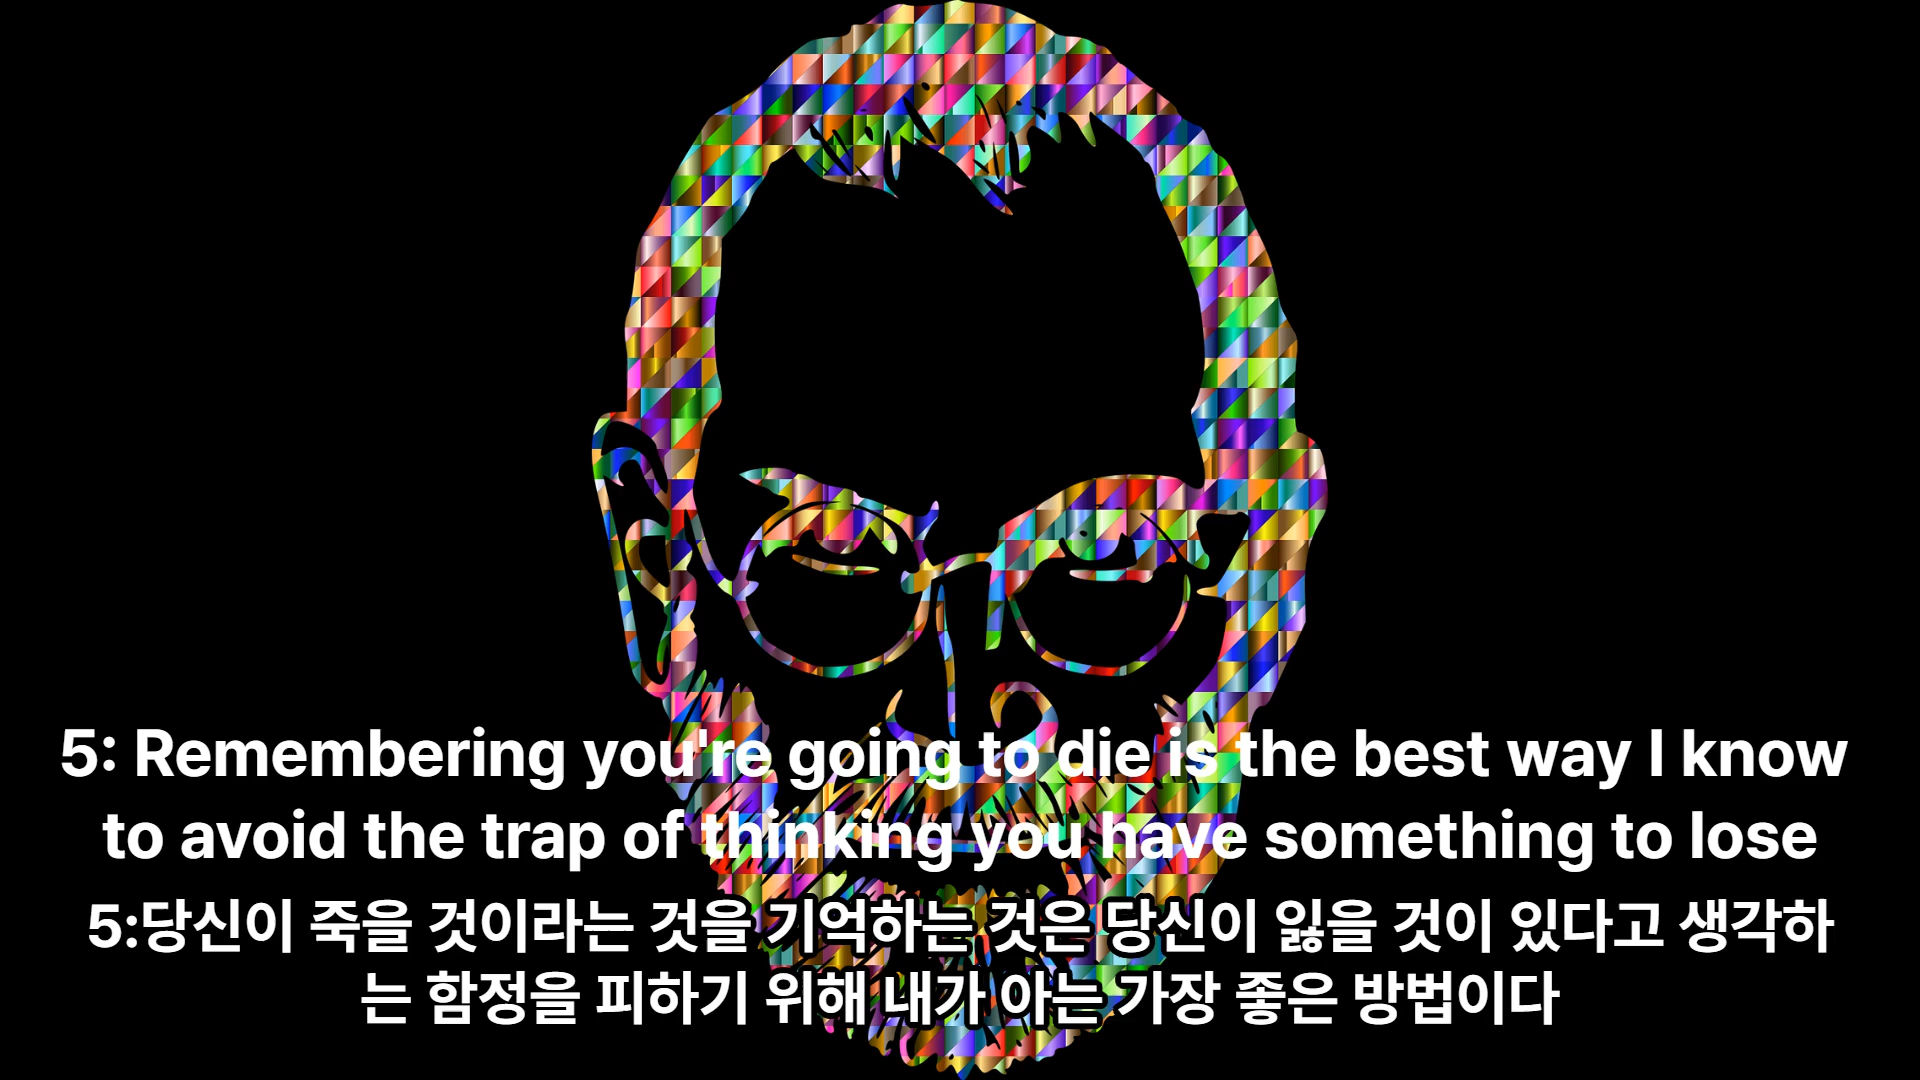 5: Remembering you're going to die is the best way I know
to avoid the trap of thinking you have something to lose
5:당신이 죽을 것이라는 것을 기억하는 것은 당신이 잃을 것이 있다고 생각하
는 함정을 피하기 위해 내가 아는 가장 좋은 방법이다